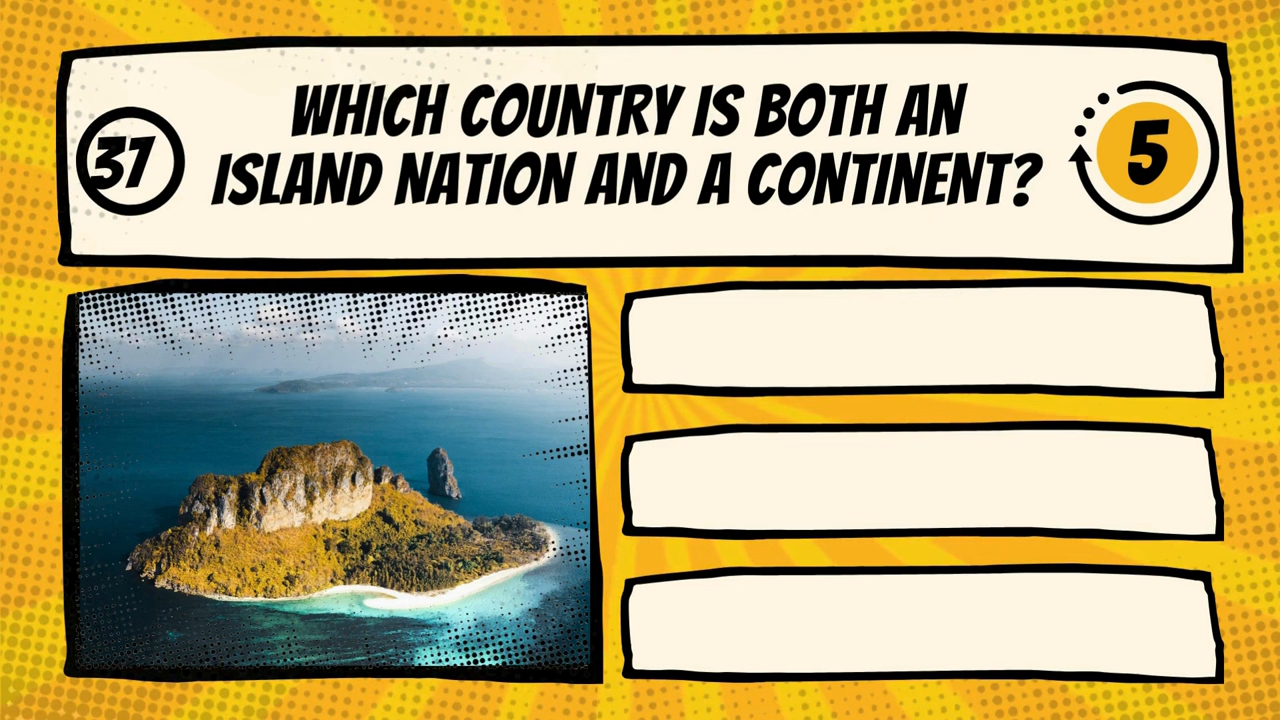 37
WHICH COUNTRY IS BOTH AN
ISLAND NATION AND A CONTINENT?
5